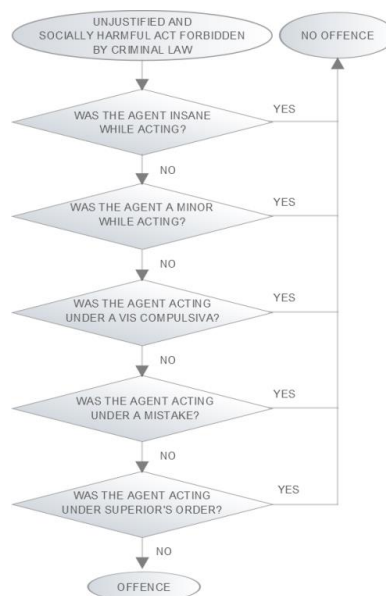 UNJUSTIFIED AND
SOCIALLY HARMFUL ACT FORBIDDEN
BY CRIMINAL LAW
NO OFFENCE
WAS THE AGENT INSANE
WHILE ACTING?
YES
NO
WAS THE AGENT A MINOR
WHILE ACTING?
YES
NO
WAS THE AGENT ACTING
UNDER A VIS COMPULSIVA?
YES
NO
WAS THE AGENT ACTING
UNDER A MISTAKE?
YES
NO
WAS THE AGENT ACTING
UNDER SUPERIOR'S ORDER?
YES
NO
OFFENCE